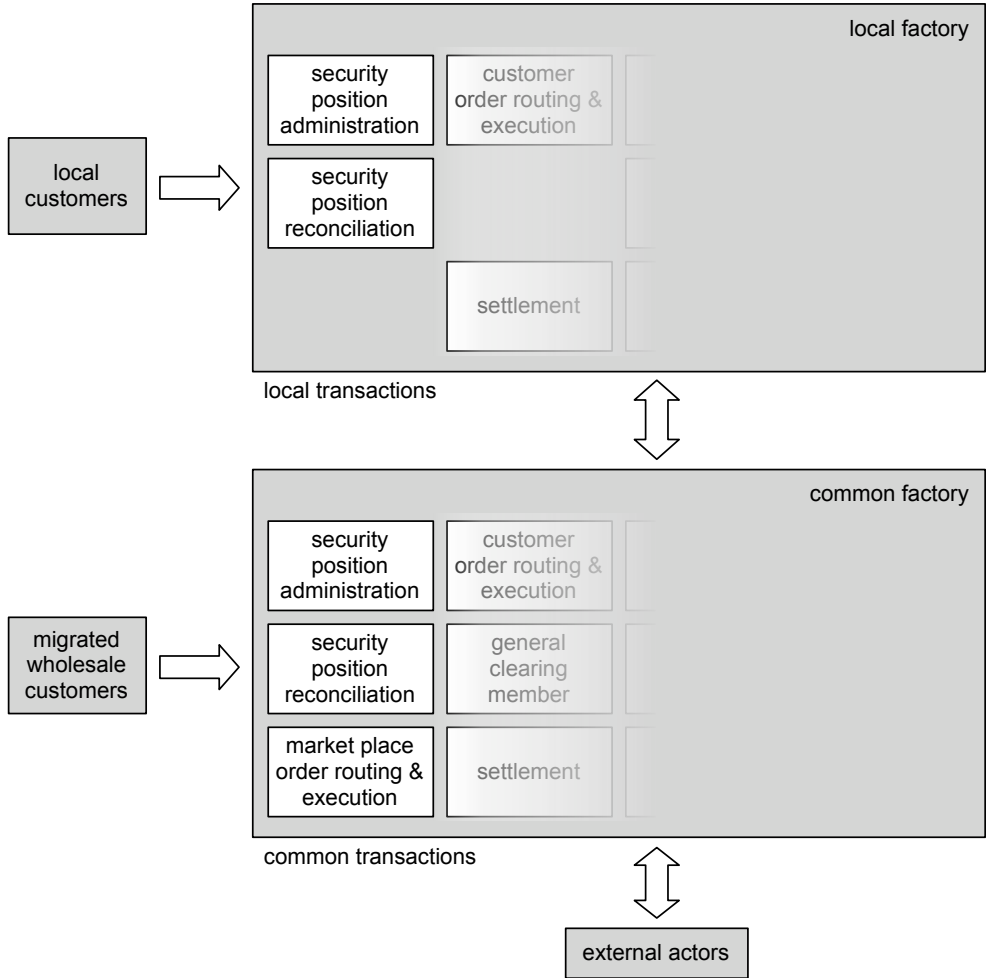 local factory
security
position
administration
customer
order routing &
execution
local
customers
security
position
reconciliation
settlement
local transactions
common factory
security
position
administration
customer
order routing &
execution
migrated
wholesale
customers
security
position
reconciliation
general
clearing
member
market place
order routing &
execution
settlement
common transactions
external actors